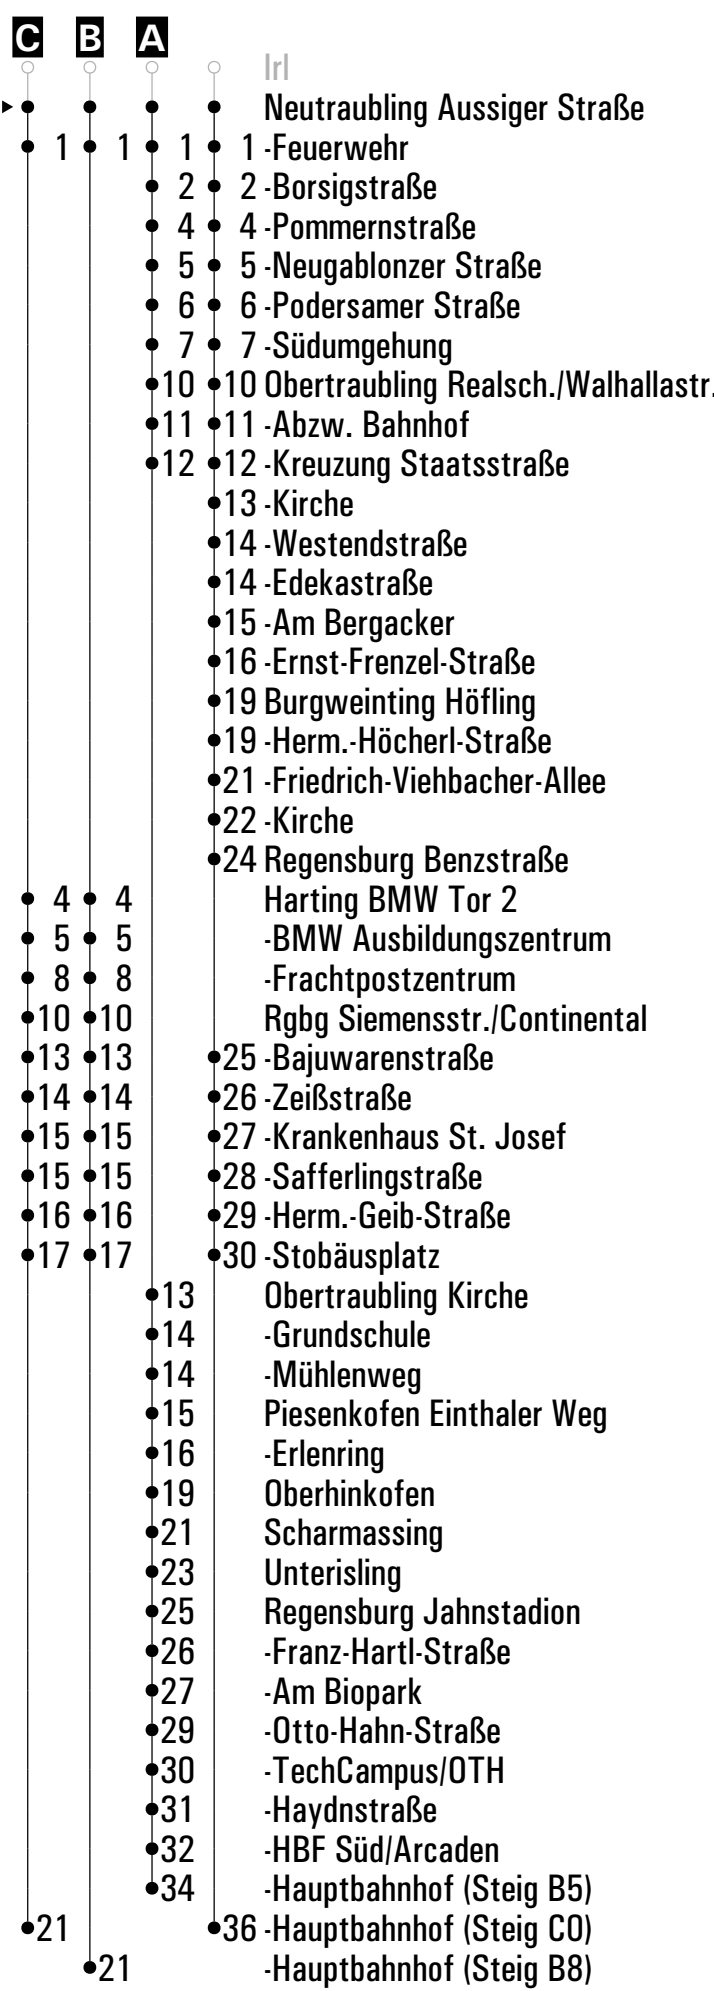 C B A
Irl
Neutraubling Aussiger Straße
1 1 1 1 -Feuerwehr
2 2 -Borsigstraße
4 4 -Pommernstraße
5 5 -Neugablonzer Straße
6 6 -Podersamer Straße
7 7 -Südumgehung
10 10 Obertraubling Realsch./Walhallastr.
11 11 -Abzw. Bahnhof
12 12 -Kreuzung Staatsstraße
13 -Kirche
14 -Westendstraße
14 -Edekastraße
15 -Am Bergacker
16 -Ernst-Frenzel-Straße
19 Burgweinting Höfling
19 -Herm.-Höcherl-Straße
21 -Friedrich-Viehbacher-Allee
22 -Kirche
24 Regensburg Benzstraße
4 4 Harting BMW Tor 2
5 5 -BMW Ausbildungszentrum
8 8 -Frachtpostzentrum
10 10 Rgbg Siemensstr./Continental
13 13 25 -Bajuwarenstraße
14 14 26 -Zeißstraße
15 15 27 -Krankenhaus St. Josef
15 15 28 -Safferlingstraße
16 16 29 -Herm.-Geib-Straße
17 17 30 -Stobäusplatz
13 Obertraubling Kirche
14 -Grundschule
14 -Mühlenweg
15 Piesenkofen Einthaler Weg
16 -Erlenring
19 Oberhinkofen
21 Scharmassing
23 Unterisling
25 Regensburg Jahnstadion
26 -Franz-Hartl-Straße
27 -Am Biopark
29 -Otto-Hahn-Straße
30 -TechCampus/OTH
31 -Haydnstraße
32 -HBF Süd/Arcaden
34 -Hauptbahnhof (Steig B5)
21 36 -Hauptbahnhof (Steig C0)
21 -Hauptbahnhof (Steig B8)